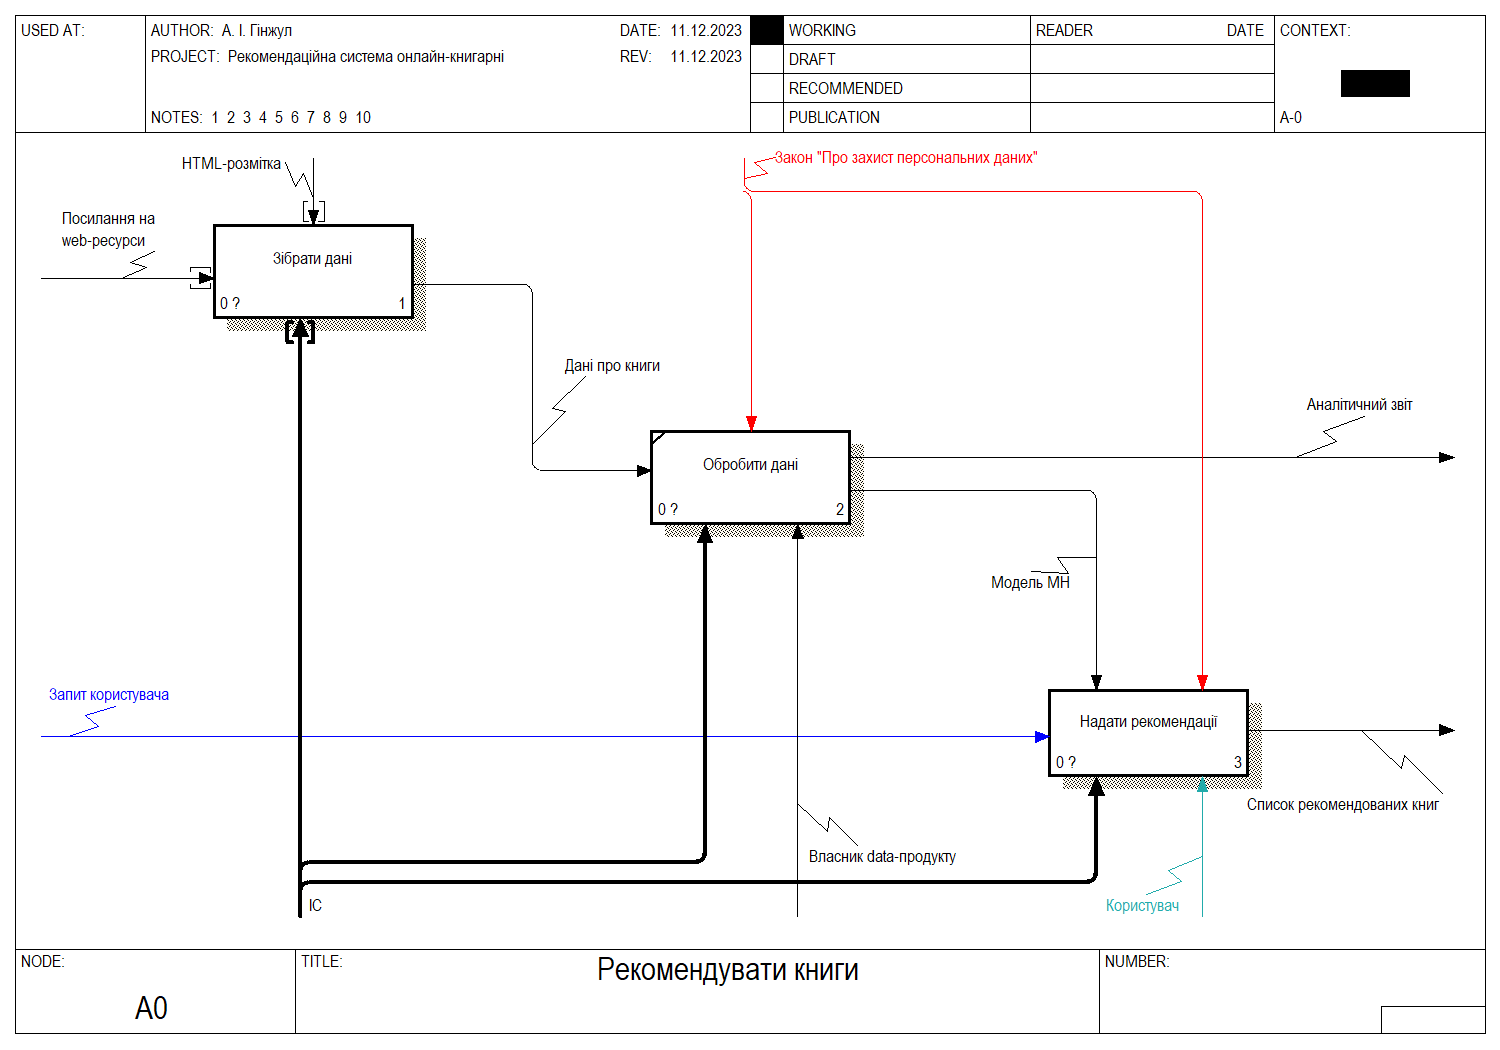 USED AT:
AUTHOR: А. І. Гінжул
DATE: 11.12.2023
PROJECT: Рекомендаційна система онлайн-книгарні
REV: 11.12.2023
NOTES: 1 2 3 4 5 6 7 8 9 10
WORKING
DRAFT
RECOMMENDED
PUBLICATION
READER DATE
CONTEXT:
A-0
HTML-розмітка
Закон "Про захист персональних даних"
Посилання на
web-ресурси
Зібрати дані
0 ? 1
Дані про книги
Аналітичний звіт
Обробити дані
0 ? 2
Модель МН
Запит користувача
Надати рекомендації
0 ? 3
Список рекомендованих книг
Власник data-продукту
ІС
Користувач
NODE:
A0
TITLE:
Рекомендувати книги
NUMBER: